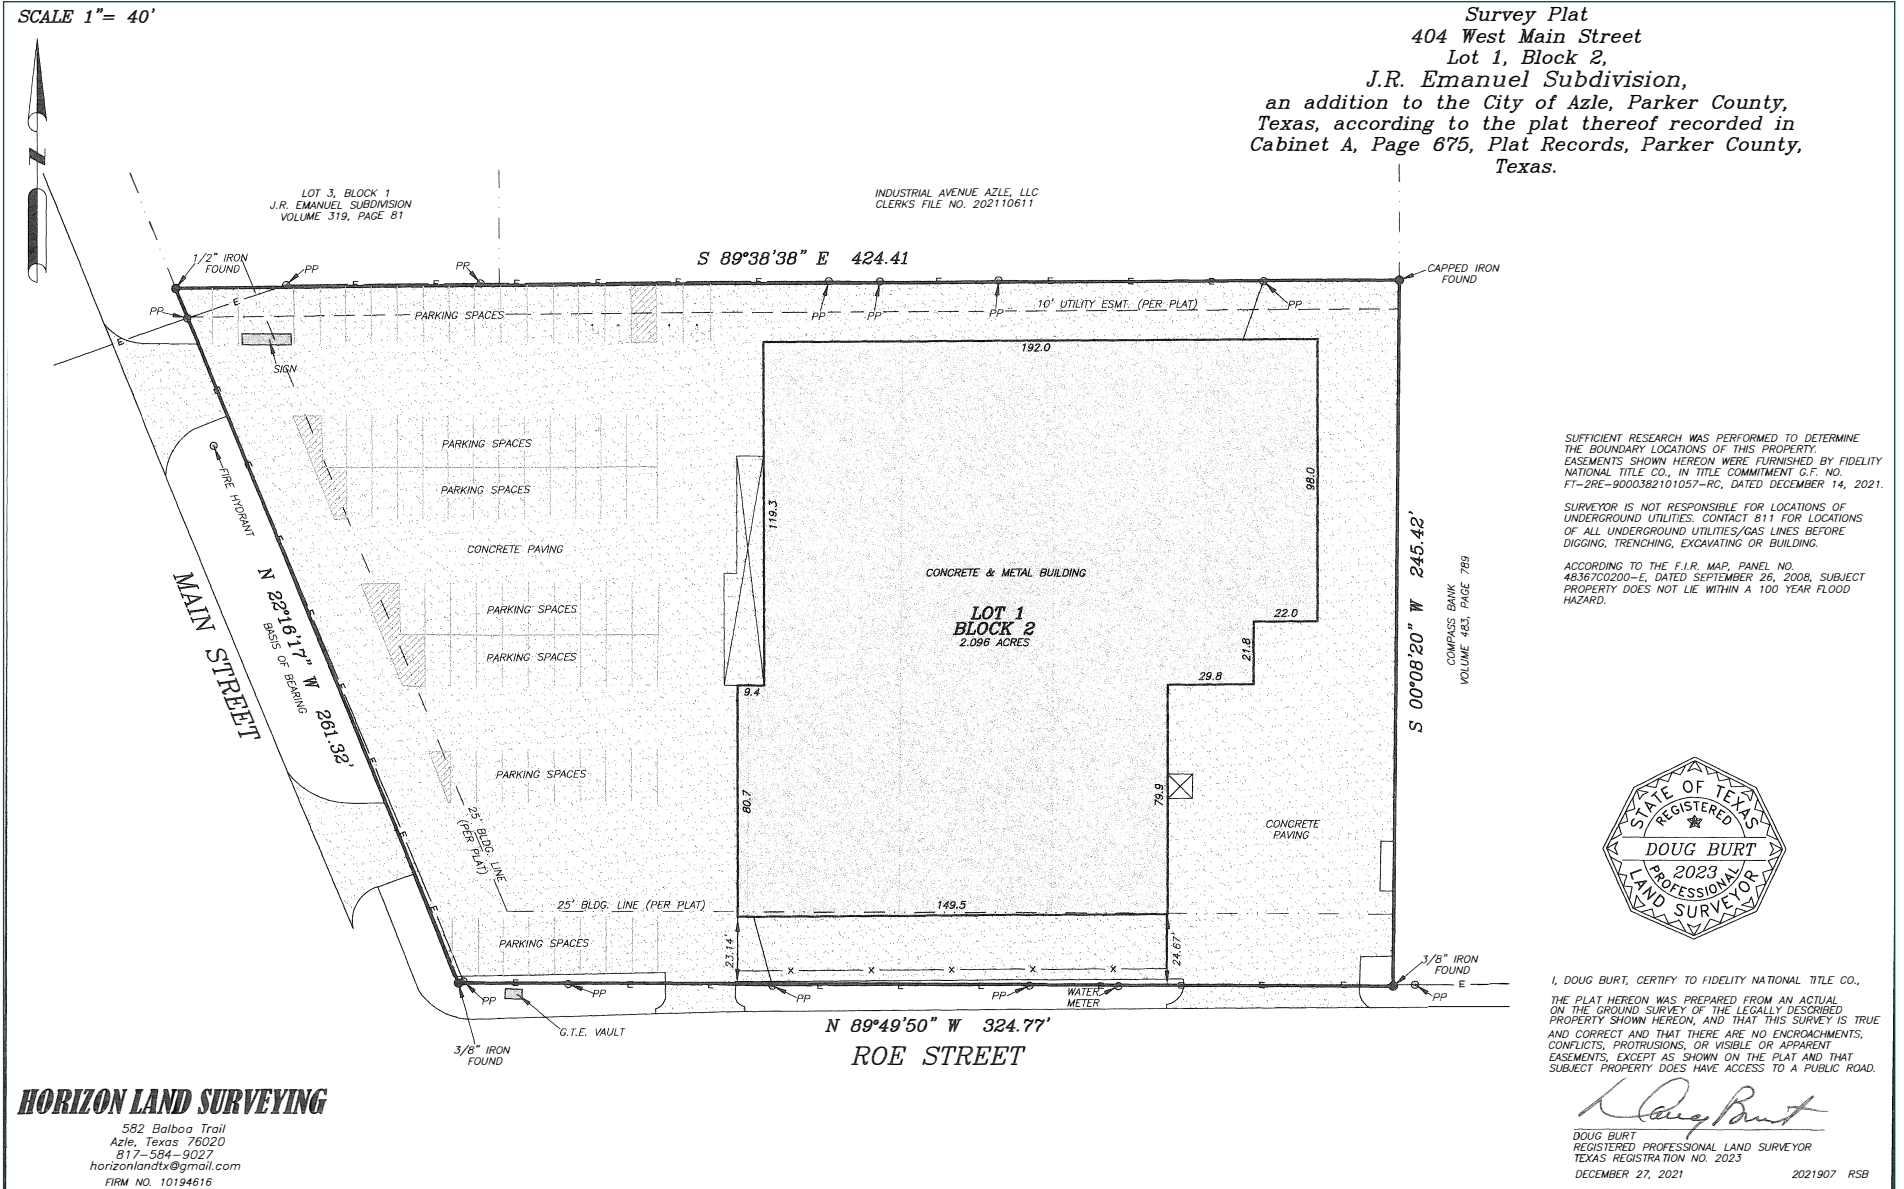 SCALE 1"= 40'
Survey Plat
404 West Main Street
Lot 1, Block 2,
J.R. Emanuel Subdivision,
an addition to the City of Azle, Parker County,
Texas, according to the plat thereof recorded in
Cabinet A, Page 675, Plat Records, Parker County,
Texas.
N
LOT 3, BLOCK 1
J.R. EMANUEL SUBDIVISION
VOLUME 319, PAGE 81
INDUSTRIAL AVENUE AZLE, LLC
CLERKS FILE NO. 202110611
S 89°38'38" E 424.41
1/2" IRON
FOUND
PP
PP
CAPPED IRON
FOUND
E E E E E E E E
PP
PARKING SPACES
PP
PP
PP
10' UTILITY ESMT. (PER PLAT)
PP
SIGN
192.0
PARKING SPACES
PARKING SPACES
FIRE HYDRANT
CONCRETE PAVING
119.3
98.0
CONCRETE & METAL BUILDING
LOT 1
BLOCK 2
2.096 ACRES
22.0
21.8
29.8
9.4
PARKING SPACES
PARKING SPACES
MAIN STREET
N 22°16'17" W 261.32'
BASIS OF BEARING
S 00°08'20" W 245.42'
COMPASS BANK
VOLUME 483, PAGE 789
PARKING SPACES
80.7
79.9
25' BLDG. LINE
(PER PLAT)
CONCRETE
PAVING
25' BLDG. LINE (PER PLAT)
149.5
PARKING SPACES
23.14'
24.67'
X X X X X
3/8" IRON
FOUND
PP
PP
PP
PP
WATER
METER
PP
E
G.T.E. VAULT
3/8" IRON
FOUND
N 89°49'50" W 324.77'
ROE STREET
SUFFICIENT RESEARCH WAS PERFORMED TO DETERMINE
THE BOUNDARY LOCATIONS OF THIS PROPERTY.
EASEMENTS SHOWN HEREON WERE FURNISHED BY FIDELITY
NATIONAL TITLE CO., IN TITLE COMMITMENT G.F. NO.
FT-2RE-9000382101057-RC, DATED DECEMBER 14, 2021.
SURVEYOR IS NOT RESPONSIBLE FOR LOCATIONS OF
UNDERGROUND UTILITIES. CONTACT 811 FOR LOCATIONS
OF ALL UNDERGROUND UTILITIES/GAS LINES BEFORE
DIGGING, TRENCHING, EXCAVATING OR BUILDING.
ACCORDING TO THE F.I.R. MAP, PANEL NO.
48367C0200-E, DATED SEPTEMBER 26, 2008, SUBJECT
PROPERTY DOES NOT LIE WITHIN A 100 YEAR FLOOD
HAZARD.
STATE OF TEXAS
REGISTERED
DOUG BURT
2023
PROFESSIONAL
LAND SURVEYOR
I, DOUG BURT, CERTIFY TO FIDELITY NATIONAL TITLE CO.,
THE PLAT HEREON WAS PREPARED FROM AN ACTUAL
ON THE GROUND SURVEY OF THE LEGALLY DESCRIBED
PROPERTY SHOWN HEREON, AND THAT THIS SURVEY IS TRUE
AND CORRECT AND THAT THERE ARE NO ENCROACHMENTS,
CONFLICTS, PROTRUSIONS, OR VISIBLE OR APPARENT
EASEMENTS, EXCEPT AS SHOWN ON THE PLAT AND THAT
SUBJECT PROPERTY DOES HAVE ACCESS TO A PUBLIC ROAD.
Doug Burt
DOUG BURT
REGISTERED PROFESSIONAL LAND SURVEYOR
TEXAS REGISTRATION NO. 2023
DECEMBER 27, 2021 2021907 RSB
HORIZON LAND SURVEYING
582 Balboa Trail
Azle, Texas 76020
817-584-9027
horizonlandtx@gmail.com
FIRM NO. 10194616